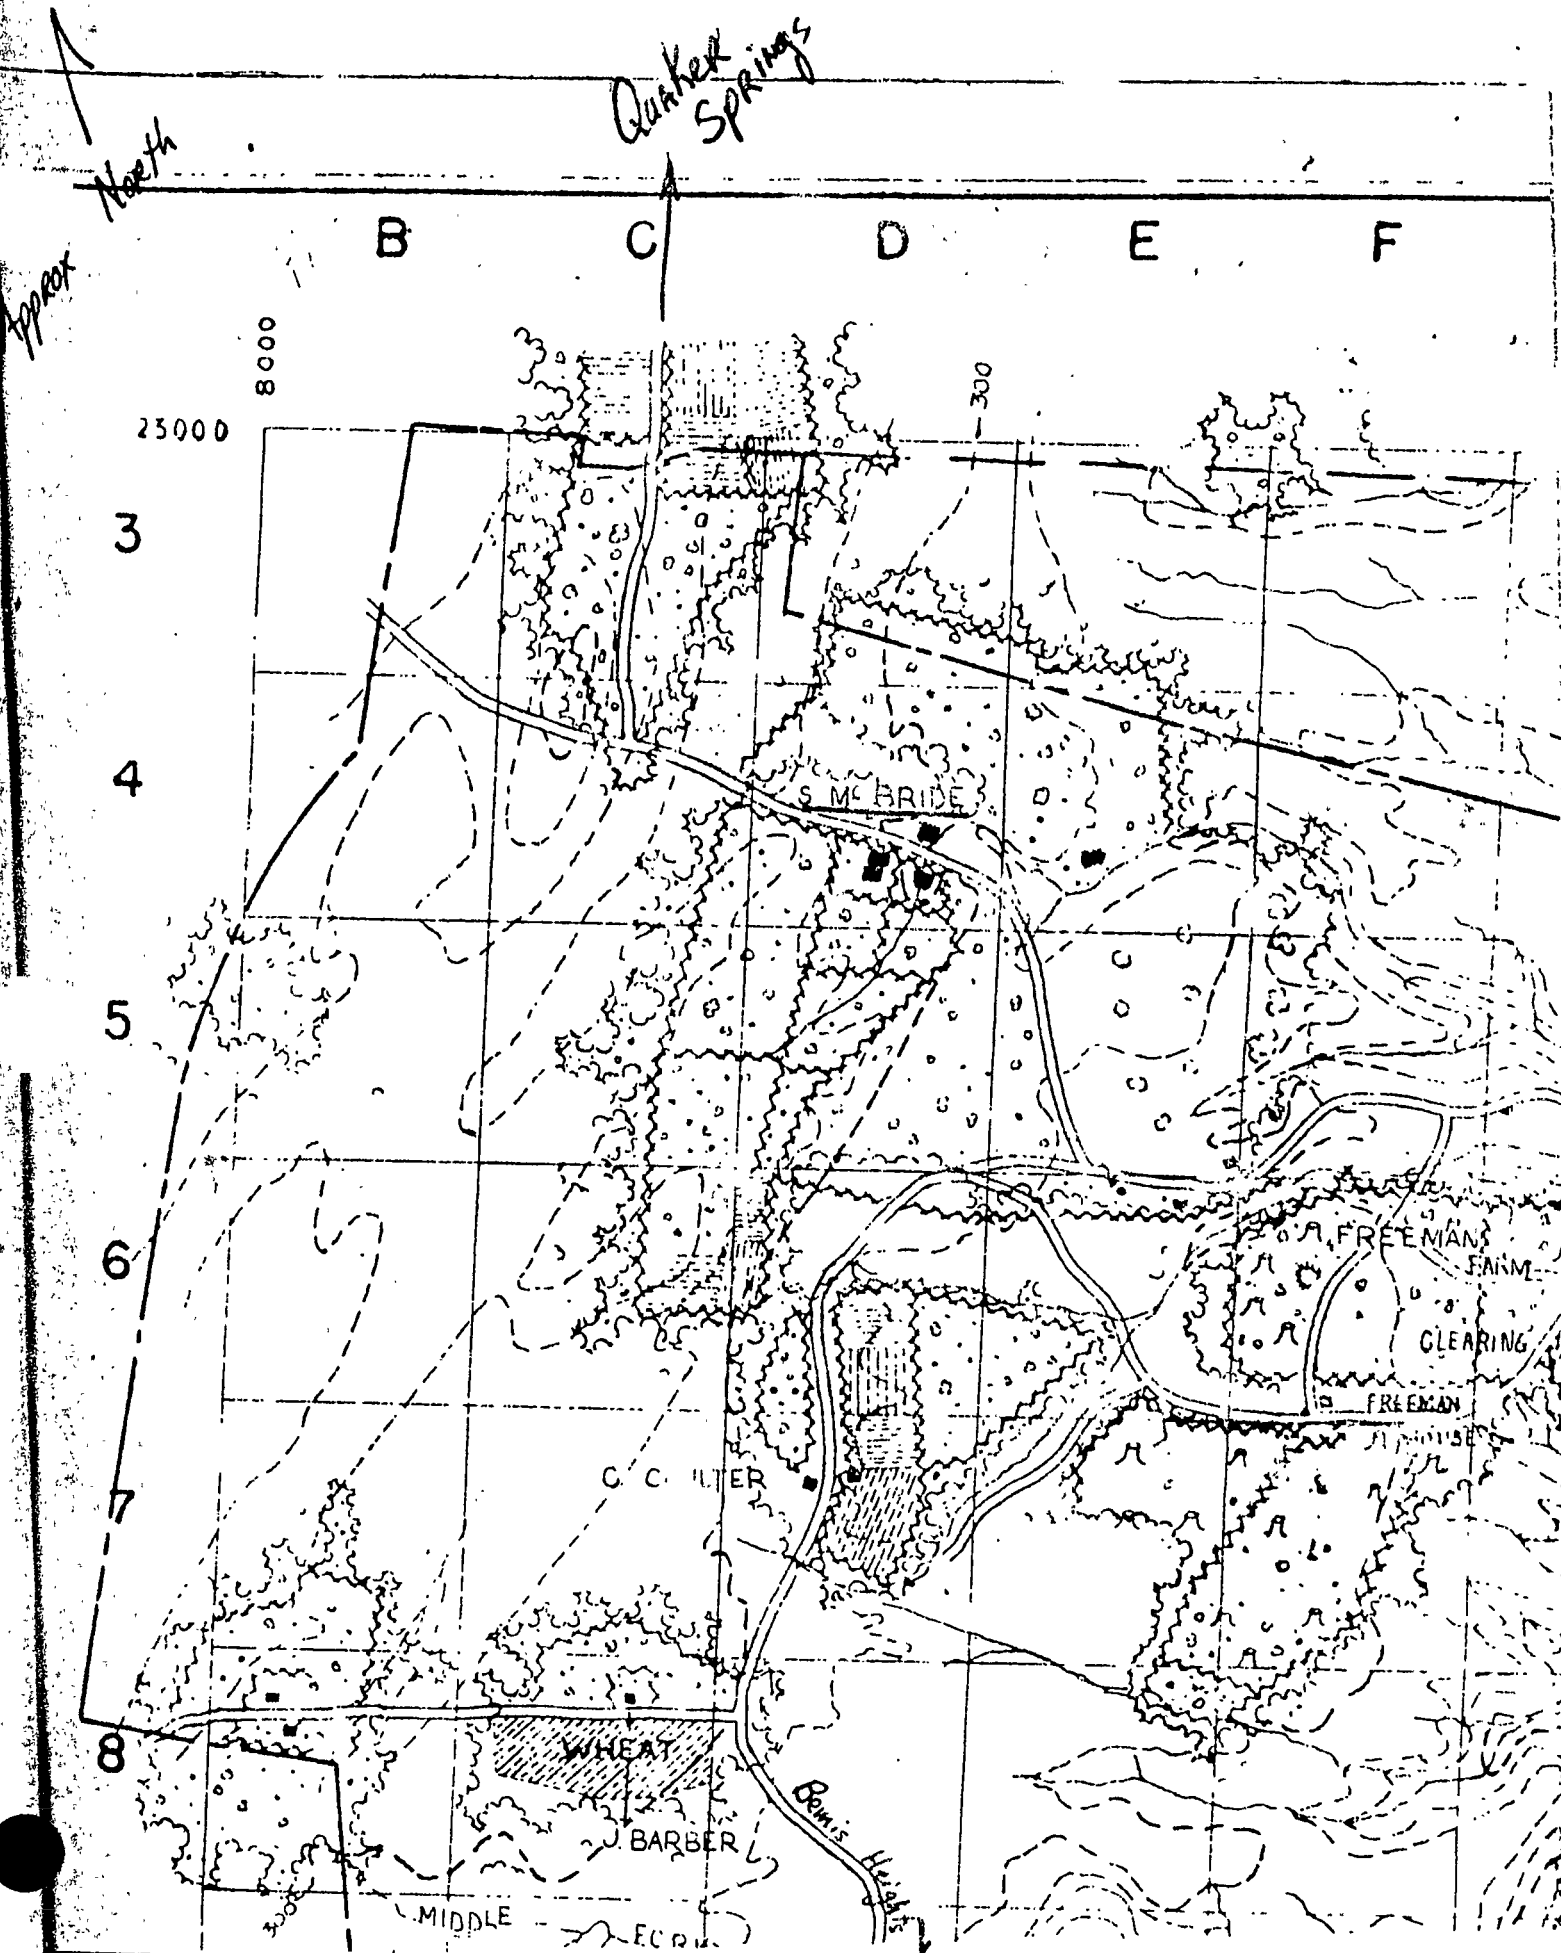 Quaker
Springs
North
Approx
B C D E F
8000
300
23000
3
4
S. McBRIDE
5
6
FREEMAN
FARM
CLEARING
FREEMAN
7
8
WHEAT
J. BARBER
Bemis
Heights
300
MIDDLE